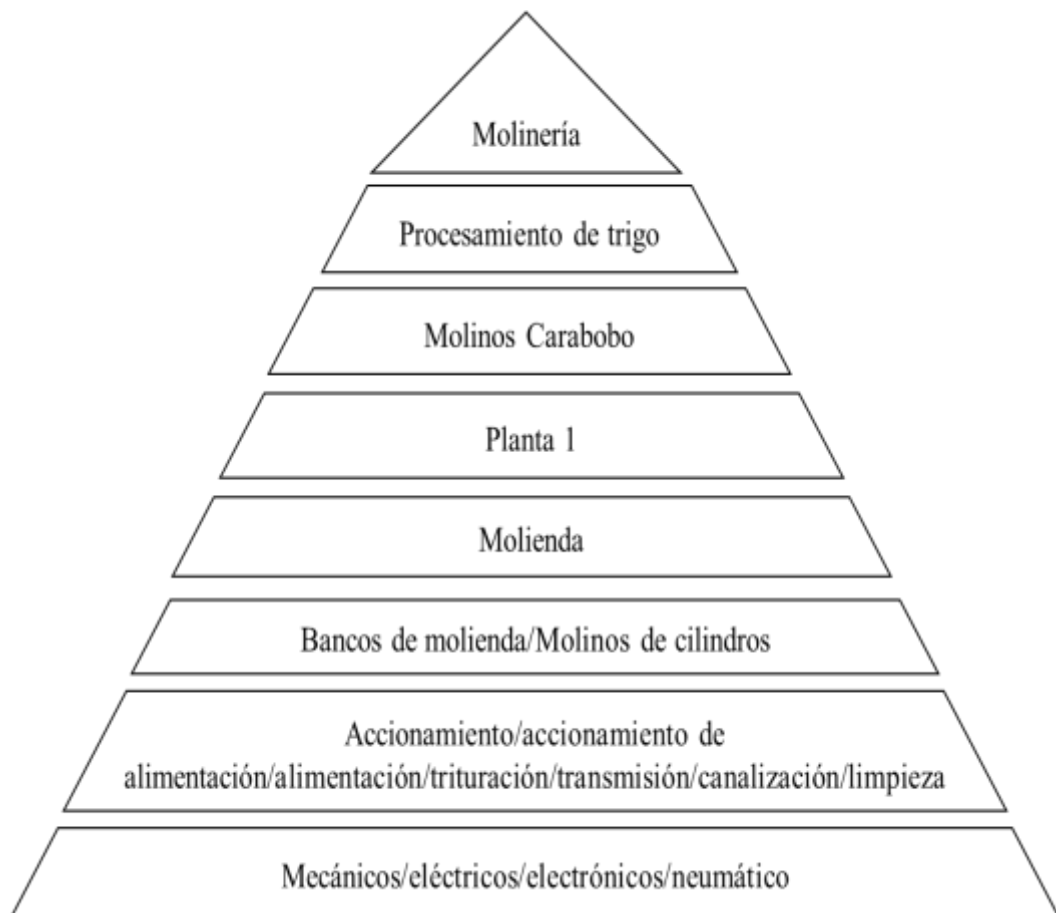 Molinería
Procesamiento de trigo
Molinos Carabobo
Planta 1
Molienda
Bancos de molienda/Molinos de cilindros
Accionamiento/accionamiento de
alimentación/alimentación/trituración/transmisión/canalización/limpieza
Mecánicos/eléctricos/electrónicos/neumático